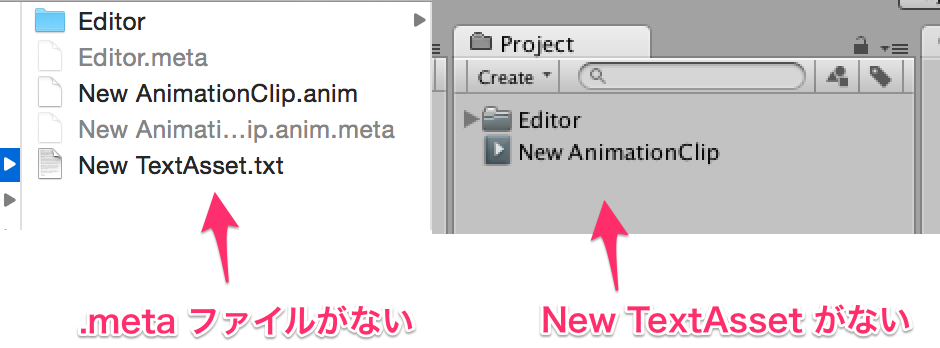 Editor
Editor.meta
New AnimationClip.anim
New Animati...ip.anim.meta
New TextAsset.txt
.meta ファイルがない
Project
Create
Editor
New AnimationClip
New TextAsset がない